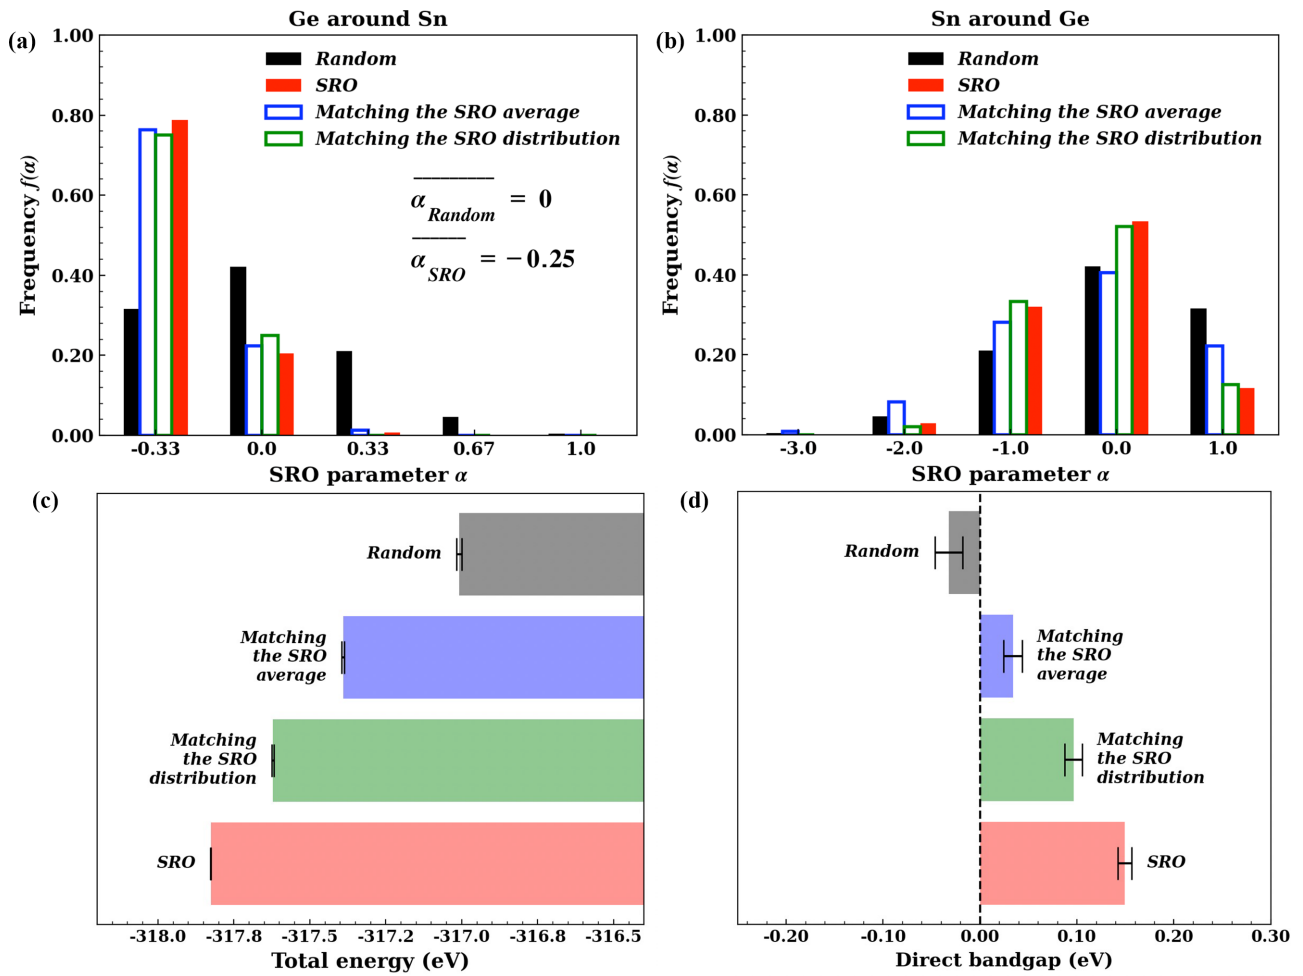 Ge around Sn
(a)
1.00
0.80
0.60
0.40
0.20
0.00
Frequency f(α)
Random
SRO
Matching the SRO average
Matching the SRO distribution
α Random = 0
α SRO = −0.25
-0.33 0.0 0.33 0.67 1.0
SRO parameter α
Sn around Ge
(b)
1.00
0.80
0.60
0.40
0.20
0.00
Frequency f(α)
Random
SRO
Matching the SRO average
Matching the SRO distribution
-3.0 -2.0 -1.0 0.0 1.0
SRO parameter α
(c)
Random
Matching
the SRO
average
Matching
the SRO
distribution
SRO
-318.0 -317.8 -317.5 -317.2 -317.0 -316.8 -316.5
Total energy (eV)
(d)
Random
Matching
the SRO
average
Matching
the SRO
distribution
SRO
-0.20 -0.10 0.00 0.10 0.20 0.30
Direct bandgap (eV)